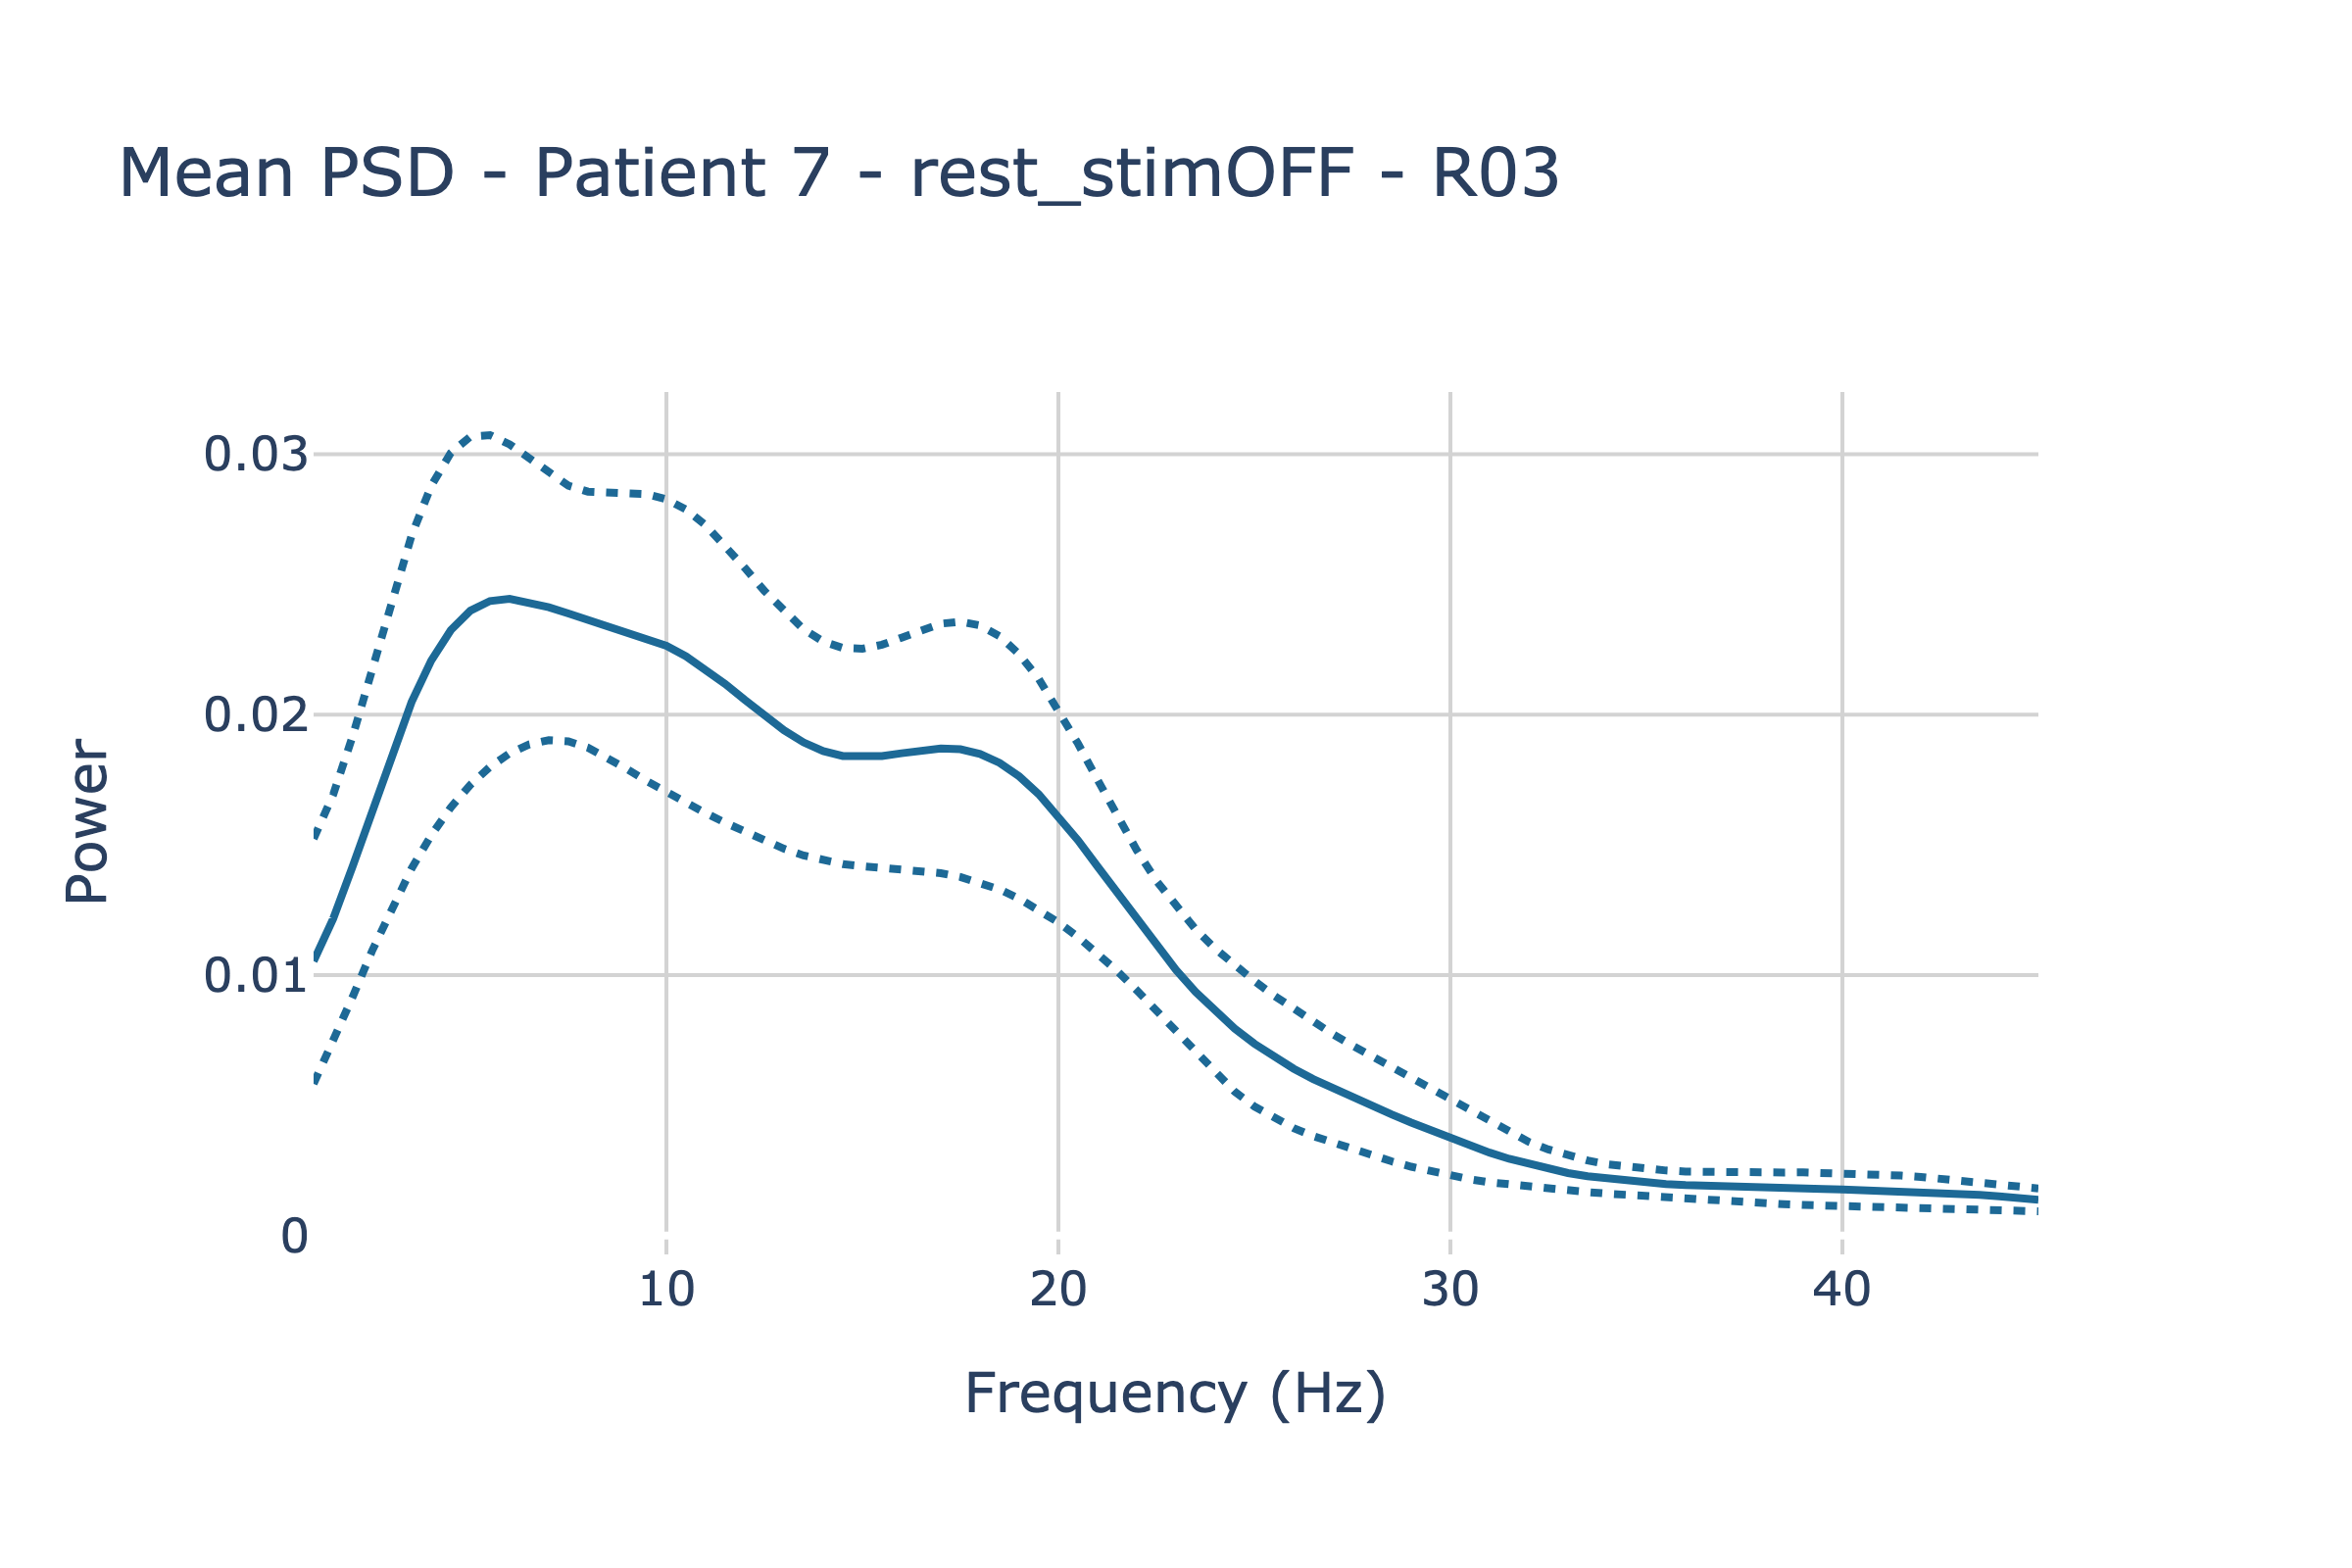 Mean PSD - Patient 7 - rest_stimOFF - R03
0.03
0.02
0.01
0
Power
10 20 30 40
Frequency (Hz)